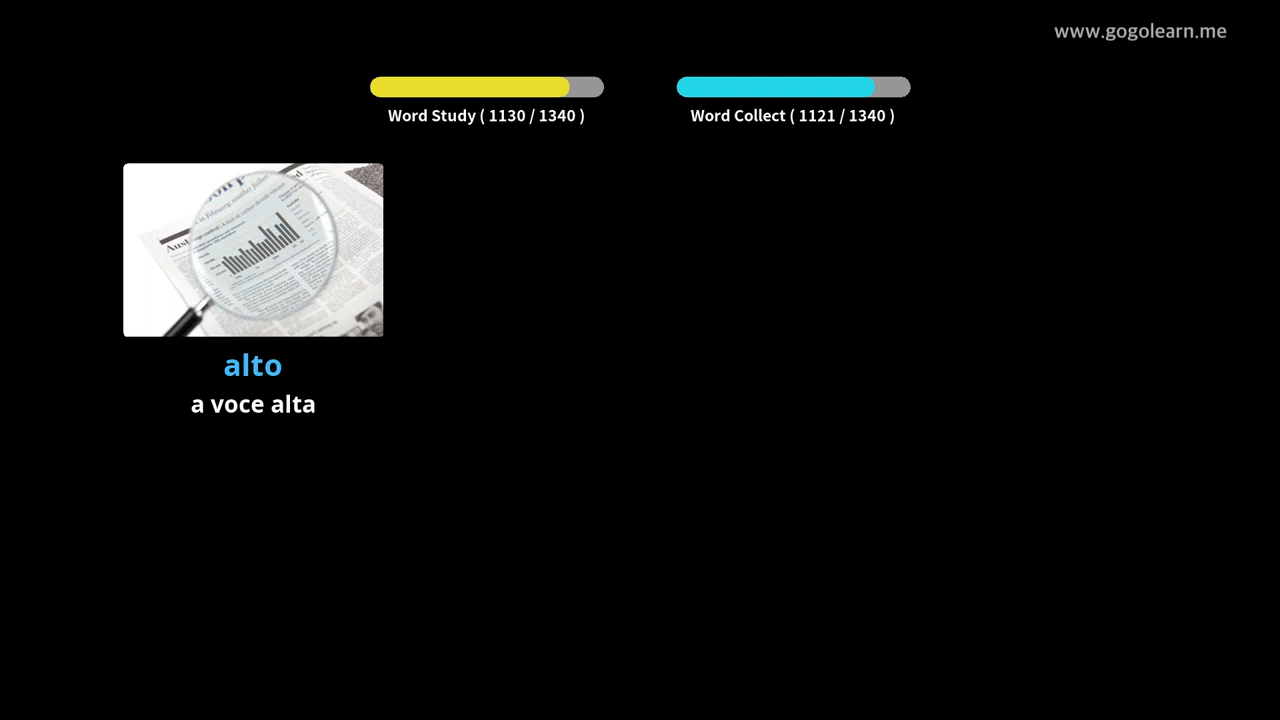 www.gogolearn.me
Word Study ( 1130 / 1340 )
Word Collect ( 1121 / 1340 )
alto
a voce alta